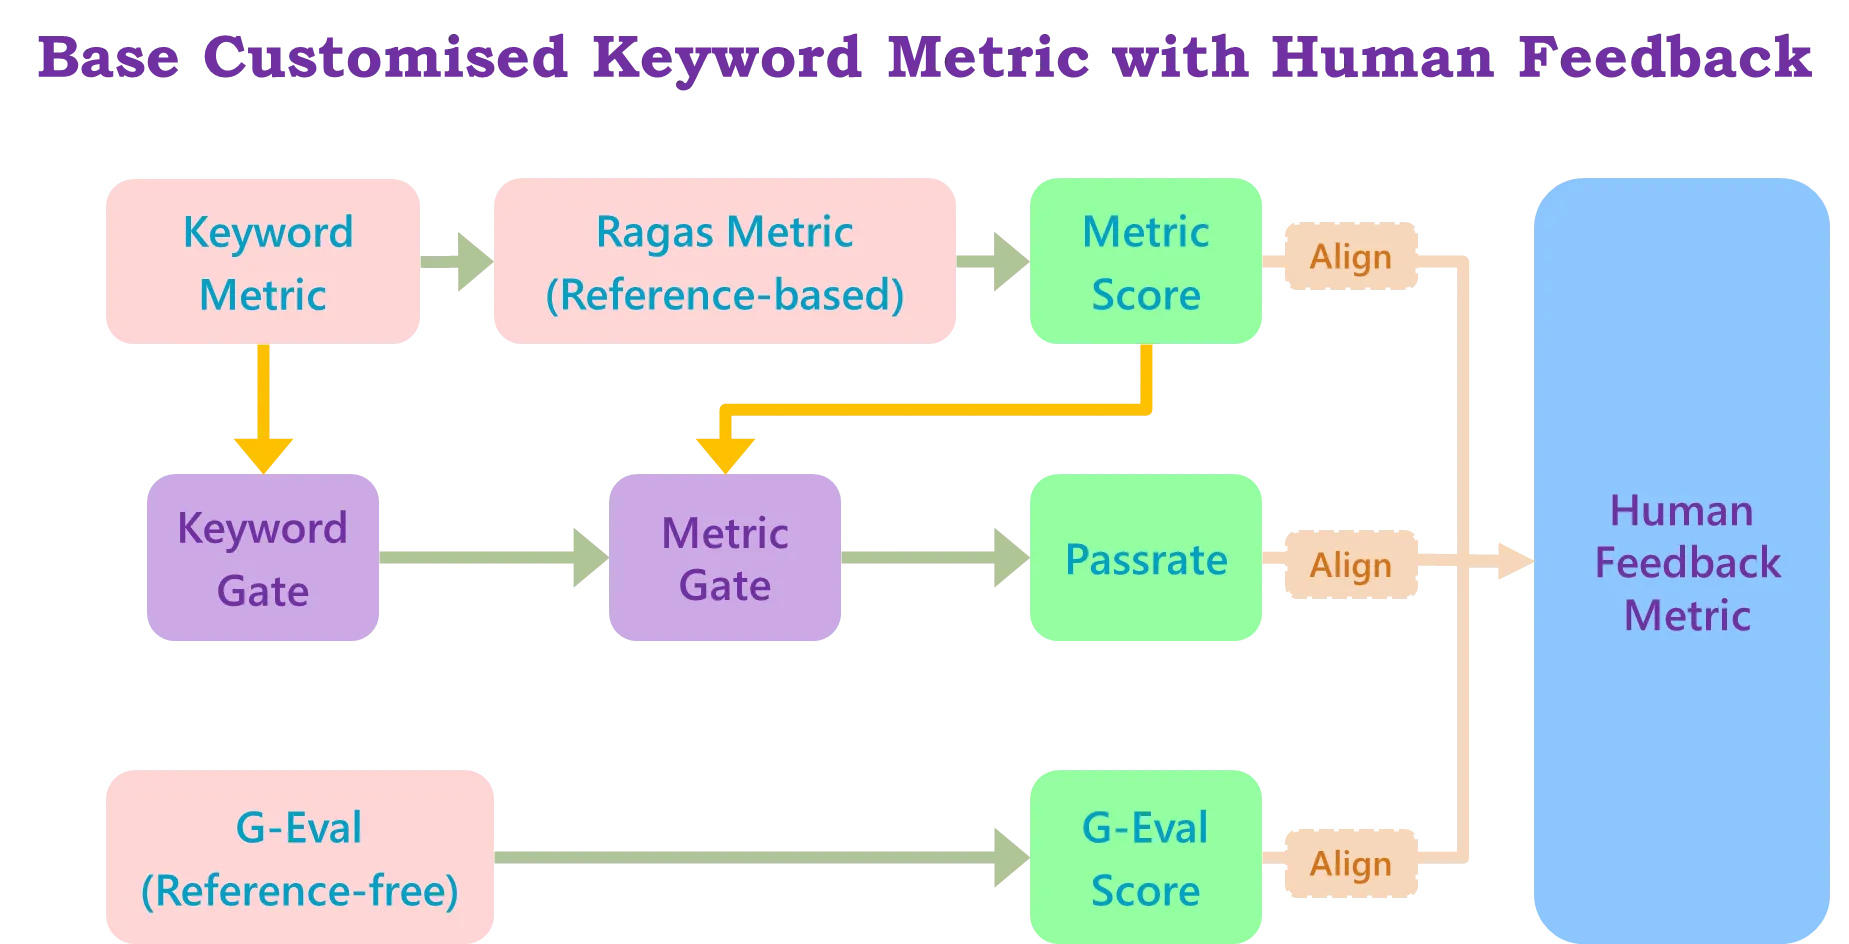 Base Customised Keyword Metric with Human Feedback
Keyword
Metric
Ragas Metric
(Reference-based)
Metric
Score
Align
Keyword
Gate
Metric
Gate
Passrate
Align
Human
Feedback
Metric
G-Eval
(Reference-free)
G-Eval
Score
Align